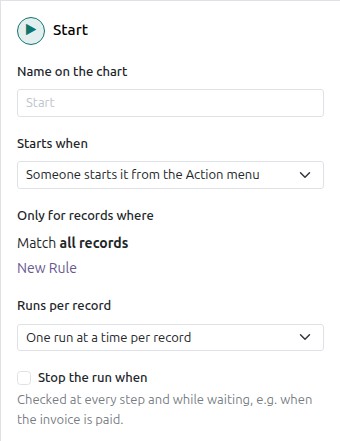 Start
Name on the chart
Start
Starts when
Someone starts it from the Action menu
Only for records where
Match all records
New Rule
Runs per record
One run at a time per record
Stop the run when
Checked at every step and while waiting, e.g. when
the invoice is paid.